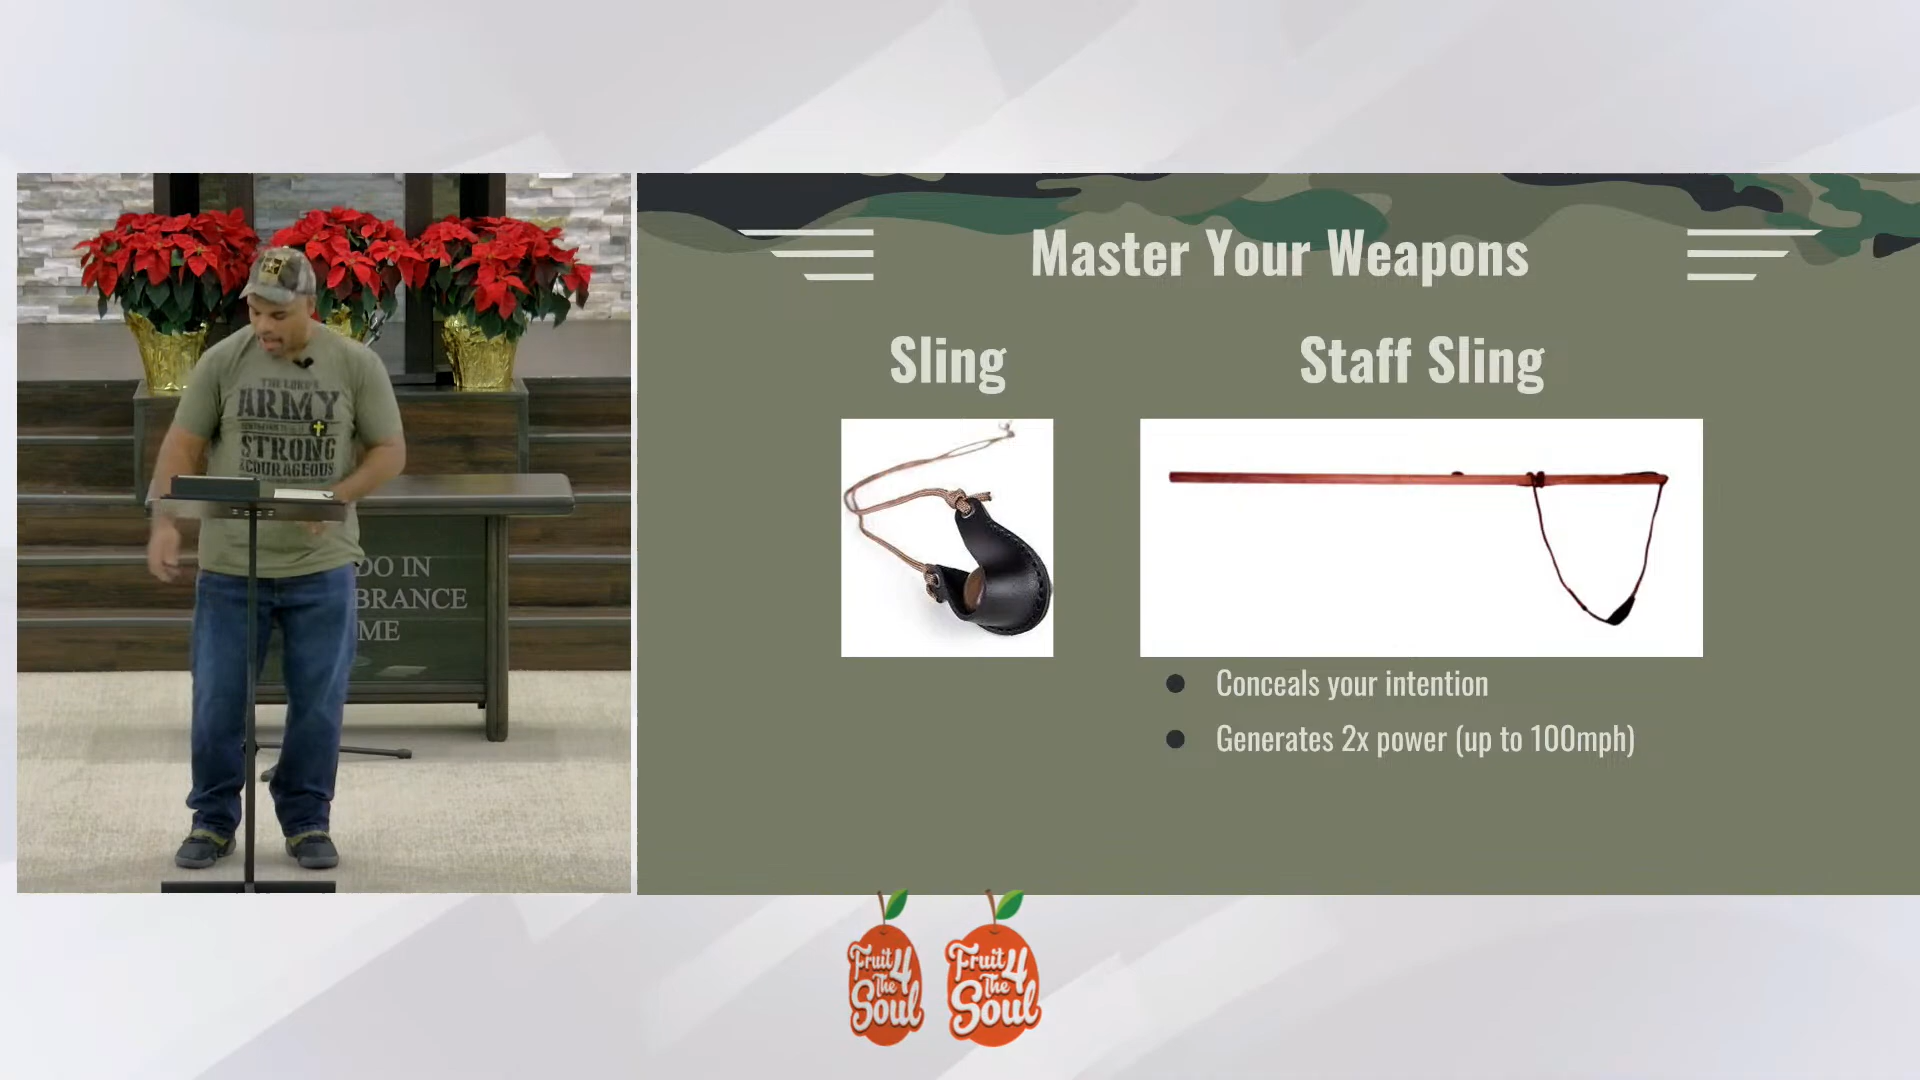 Master Your Weapons
Sling
Staff Sling
Conceals your intention
Generates 2x power (up to 100mph)
THE LORD'S
ARMY
STRONG
&COURAGEOUS
DO IN
BRANCE
ME
Fruit 4
The
Soul
Fruit 4
The
Soul